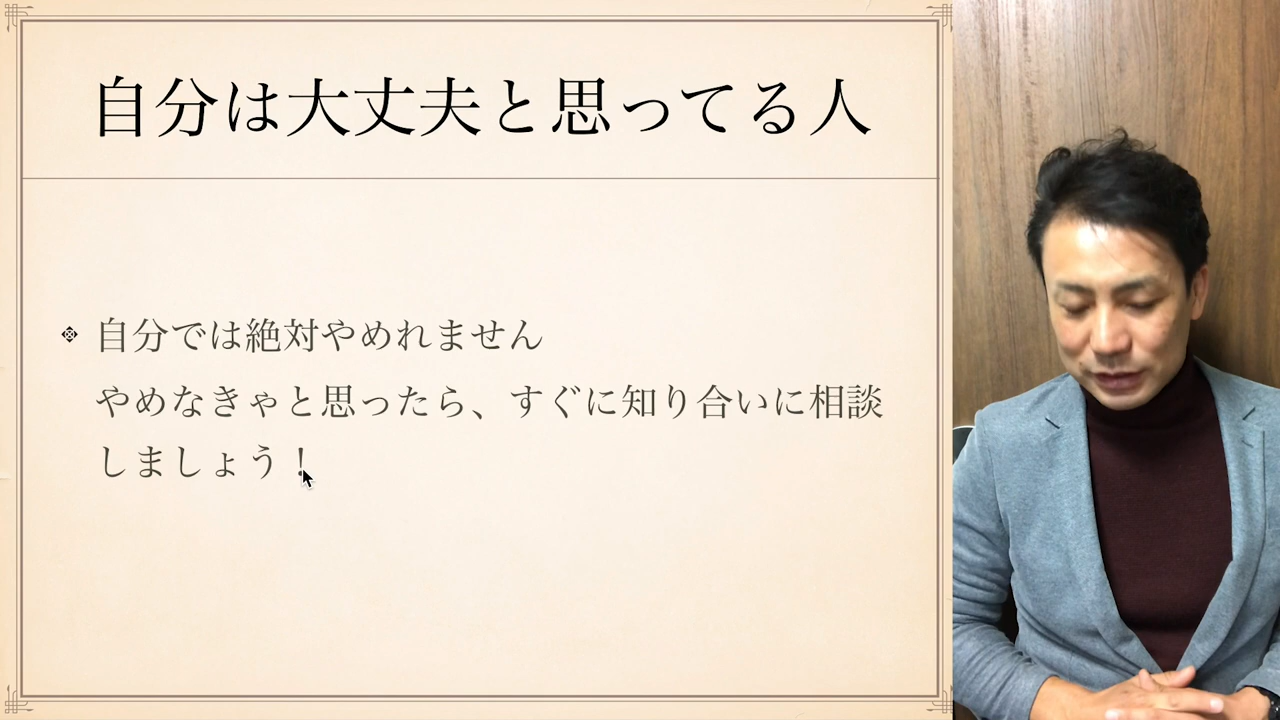 自分は大丈夫と思ってる人
自分では絶対やめれません
やめなきゃと思ったら、すぐに知り合いに相談
しましょう！